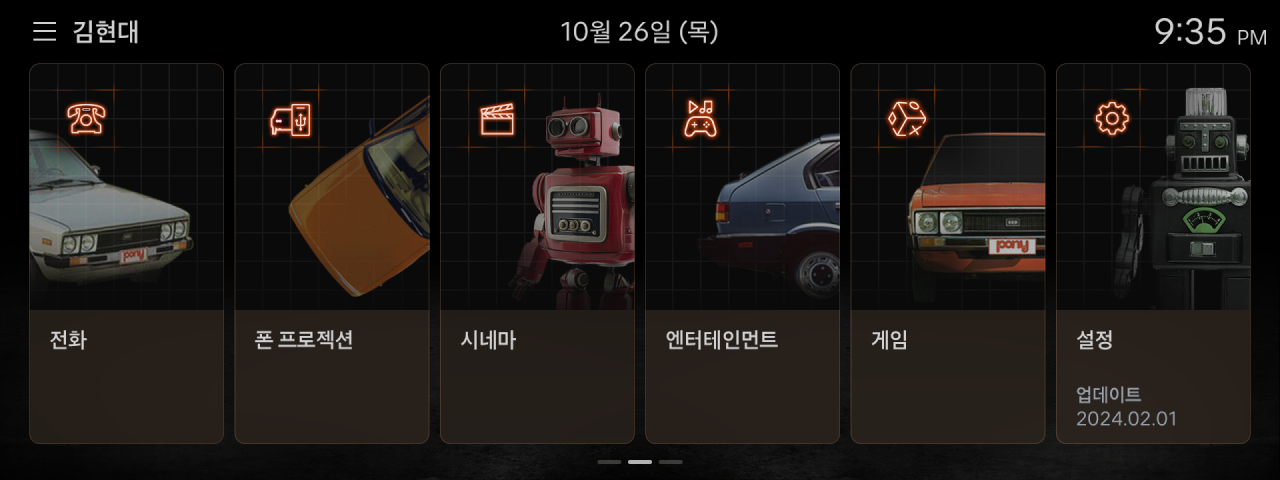 김현대
10월 26일 (목)
9:35 PM
pony
pony
전화
폰 프로젝션
시네마
엔터테인먼트
게임
설정
업데이트
2024.02.01